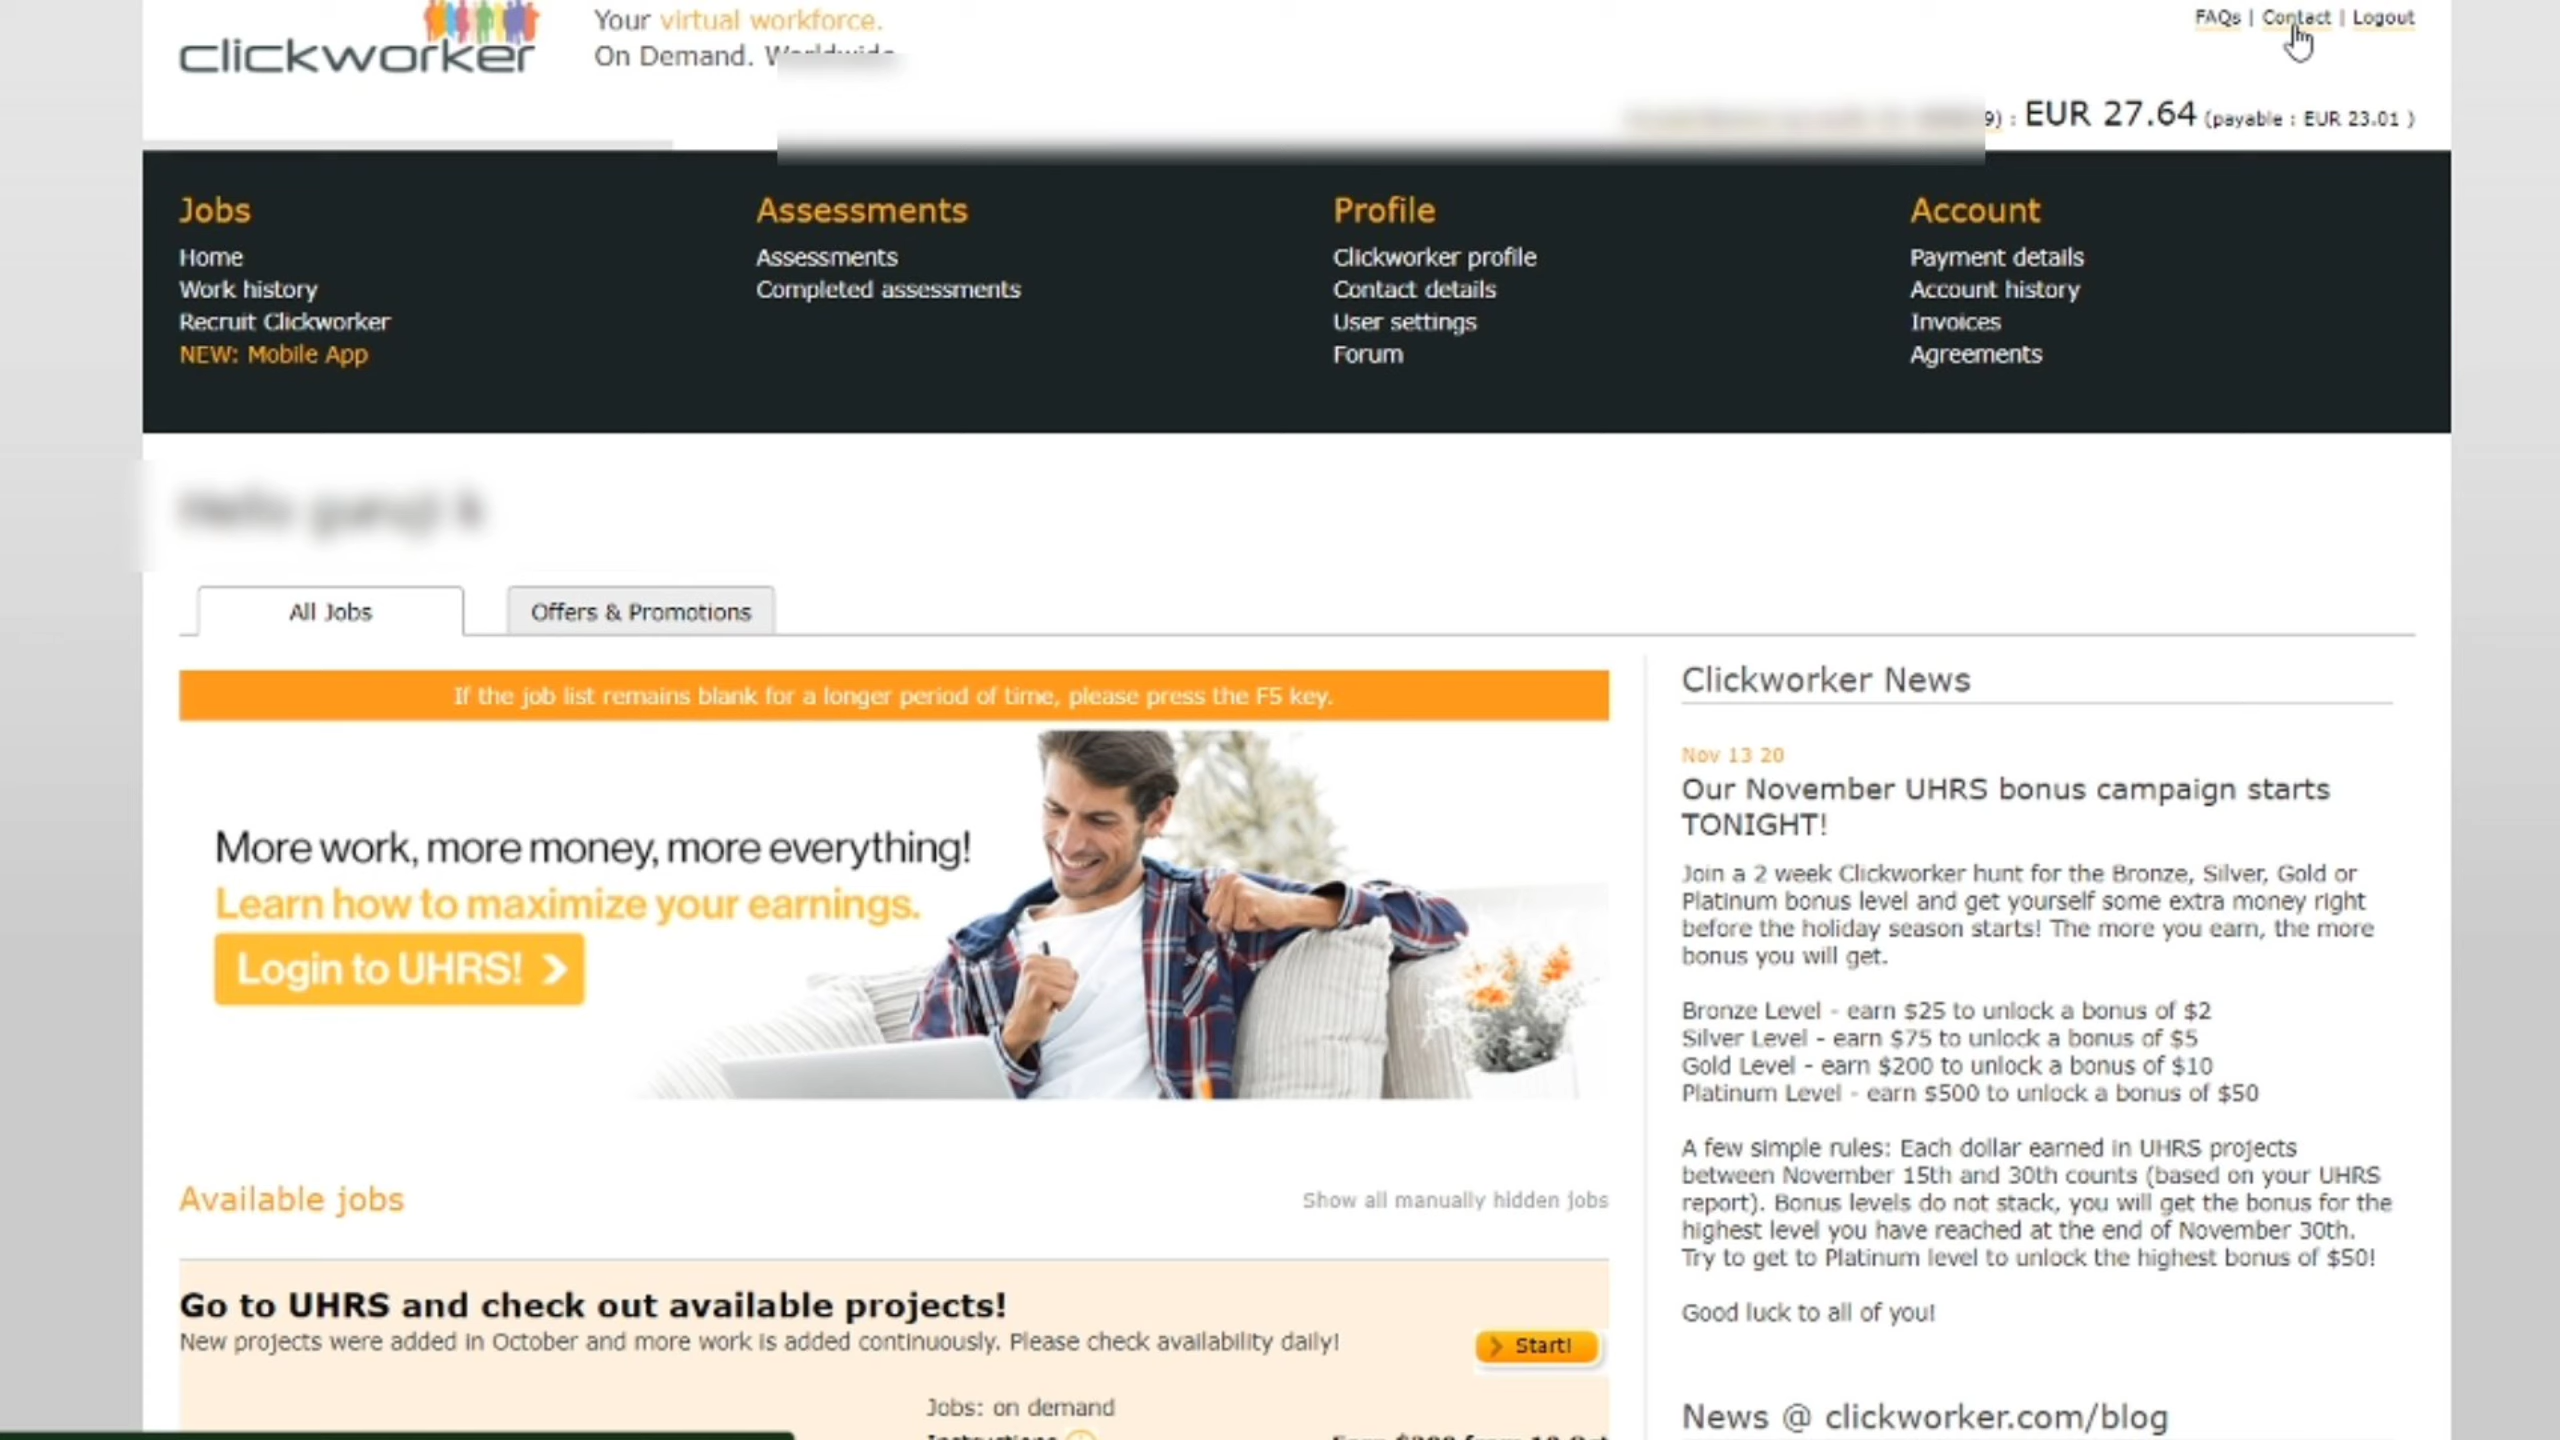 clickworker
Your virtual workforce.
On Demand. Worldwide
FAQs | Contact | Logout
9) : EUR 27.64 (payable : EUR 23.01 )
Jobs
Home
Work history
Recruit Clickworker
NEW: Mobile App
Assessments
Assessments
Completed assessments
Profile
Clickworker profile
Contact details
User settings
Forum
Account
Payment details
Account history
Invoices
Agreements
All Jobs
Offers & Promotions
If the job list remains blank for a longer period of time, please press the F5 key.
More work, more money, more everything!
Learn how to maximize your earnings.
Login to UHRS! >
Available jobs
Show all manually hidden jobs
Go to UHRS and check out available projects!
New projects were added in October and more work is added continuously. Please check availability daily!
Start!
Jobs: on demand
Clickworker News
Nov 13 20
Our November UHRS bonus campaign starts
TONIGHT!
Join a 2 week Clickworker hunt for the Bronze, Silver, Gold or
Platinum bonus level and get yourself some extra money right
before the holiday season starts! The more you earn, the more
bonus you will get.
Bronze Level - earn $25 to unlock a bonus of $2
Silver Level - earn $75 to unlock a bonus of $5
Gold Level - earn $200 to unlock a bonus of $10
Platinum Level - earn $500 to unlock a bonus of $50
A few simple rules: Each dollar earned in UHRS projects
between November 15th and 30th counts (based on your UHRS
report). Bonus levels do not stack, you will get the bonus for the
highest level you have reached at the end of November 30th.
Try to get to Platinum level to unlock the highest bonus of $50!
Good luck to all of you!
News @ clickworker.com/blog